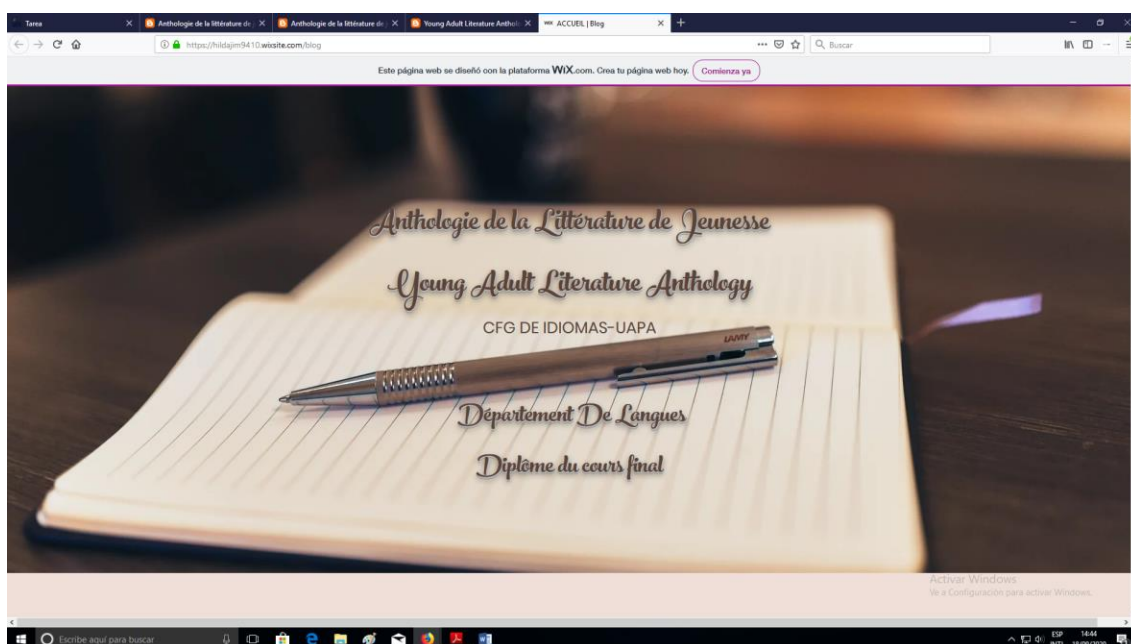 Tarea
Anthologie de la littérature de j
Anthologie de la littérature de j
Young Adult Literature Anthol
ACCUEIL | Blog
https://hildajim9410.wixsite.com/blog
Buscar
Este página web se diseñó con la plataforma WiX.com. Crea tu página web hoy. Comienza ya
Anthologie de la Littérature de Jeunesse
Young Adult Literature Anthology
CFG DE IDIOMAS-UAPA
LAMY
Département De Langues
Diplôme du cours final
Activar Windows
Ve a Configuración para activar Windows.
Escribe aquí para buscar
ESP 14:44